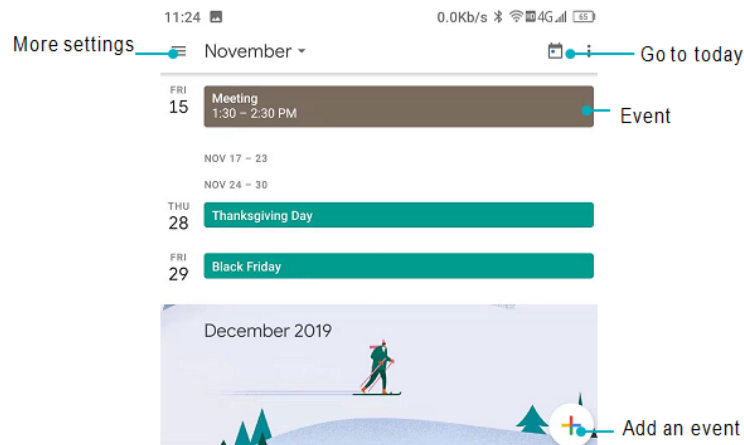 11:24 0.0Kb/s HD 4G 65
More settings
November
Go to today
FRI
15
Meeting
1:30 – 2:30 PM
Event
NOV 17 – 23
NOV 24 – 30
THU
28
Thanksgiving Day
FRI
29
Black Friday
December 2019
Add an event